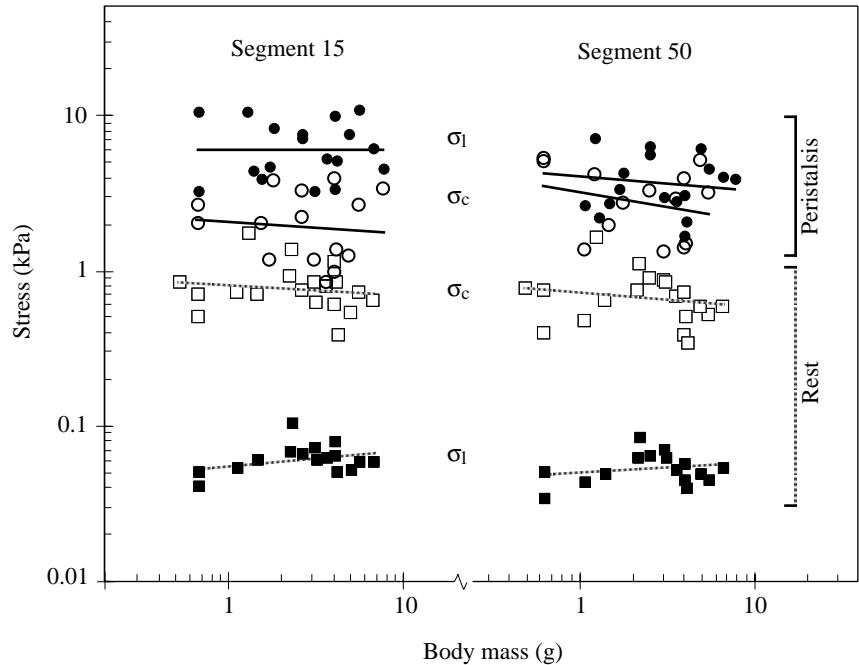 Segment 15
Segment 50
Stress (kPa)
10
1
0.1
0.01
σl
σc
σc
σl
Peristalsis
Rest
1
10
1
10
Body mass (g)